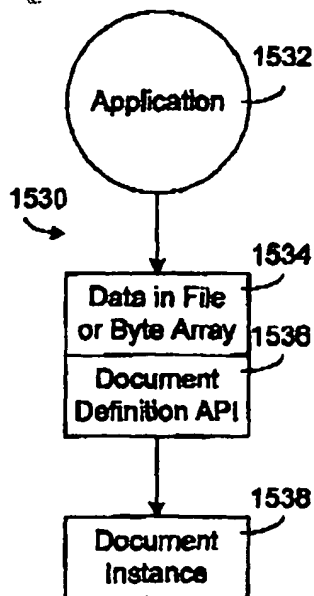 1532
Application
1530
1534
Data in File
or Byte Array
1536
Document
Definition API
1538
Document
Instance